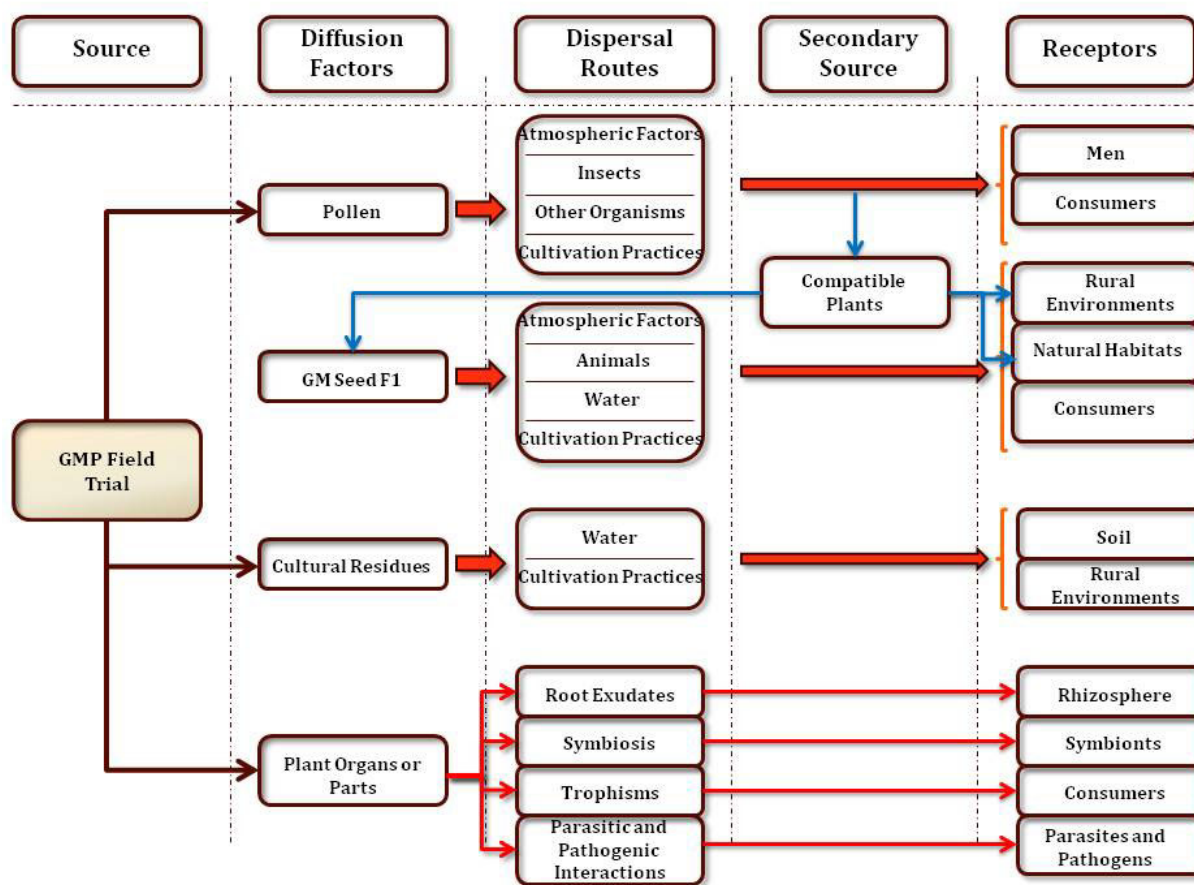 Source
Diffusion
Factors
Dispersal
Routes
Secondary
Source
Receptors
GMP Field
Trial
Pollen
Atmospheric Factors
Insects
Other Organisms
Cultivation Practices
Men
Consumers
Compatible
Plants
GM Seed F1
Atmospheric Factors
Animals
Water
Cultivation Practices
Rural
Environments
Natural Habitats
Consumers
Cultural Residues
Water
Cultivation Practices
Soil
Rural
Environments
Plant Organs or
Parts
Root Exudates
Symbiosis
Trophisms
Parasitic and
Pathogenic
Interactions
Rhizosphere
Symbionts
Consumers
Parasites and
Pathogens